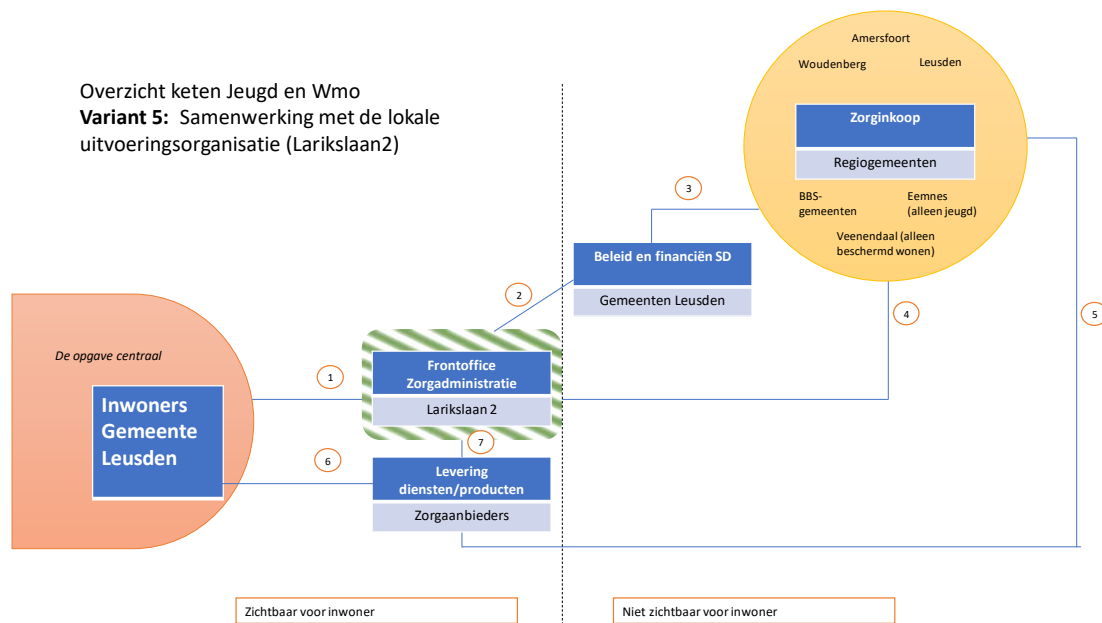 Overzicht keten Jeugd en Wmo
Variant 5: Samenwerking met de lokale
uitvoeringsorganisatie (Larikslaan2)
Amersfoort
Woudenberg
Leusden
Zorginkoop
Regiogemeenten
BBS-
gemeenten
Eemnes
(alleen jeugd)
Veenendaal (alleen
beschermd wonen)
3
Beleid en financiën SD
Gemeenten Leusden
2
4
5
De opgave centraal
Inwoners
Gemeente
Leusden
1
Frontoffice
Zorgadministratie
Larikslaan 2
7
6
Levering
diensten/producten
Zorgaanbieders
Zichtbaar voor inwoner
Niet zichtbaar voor inwoner